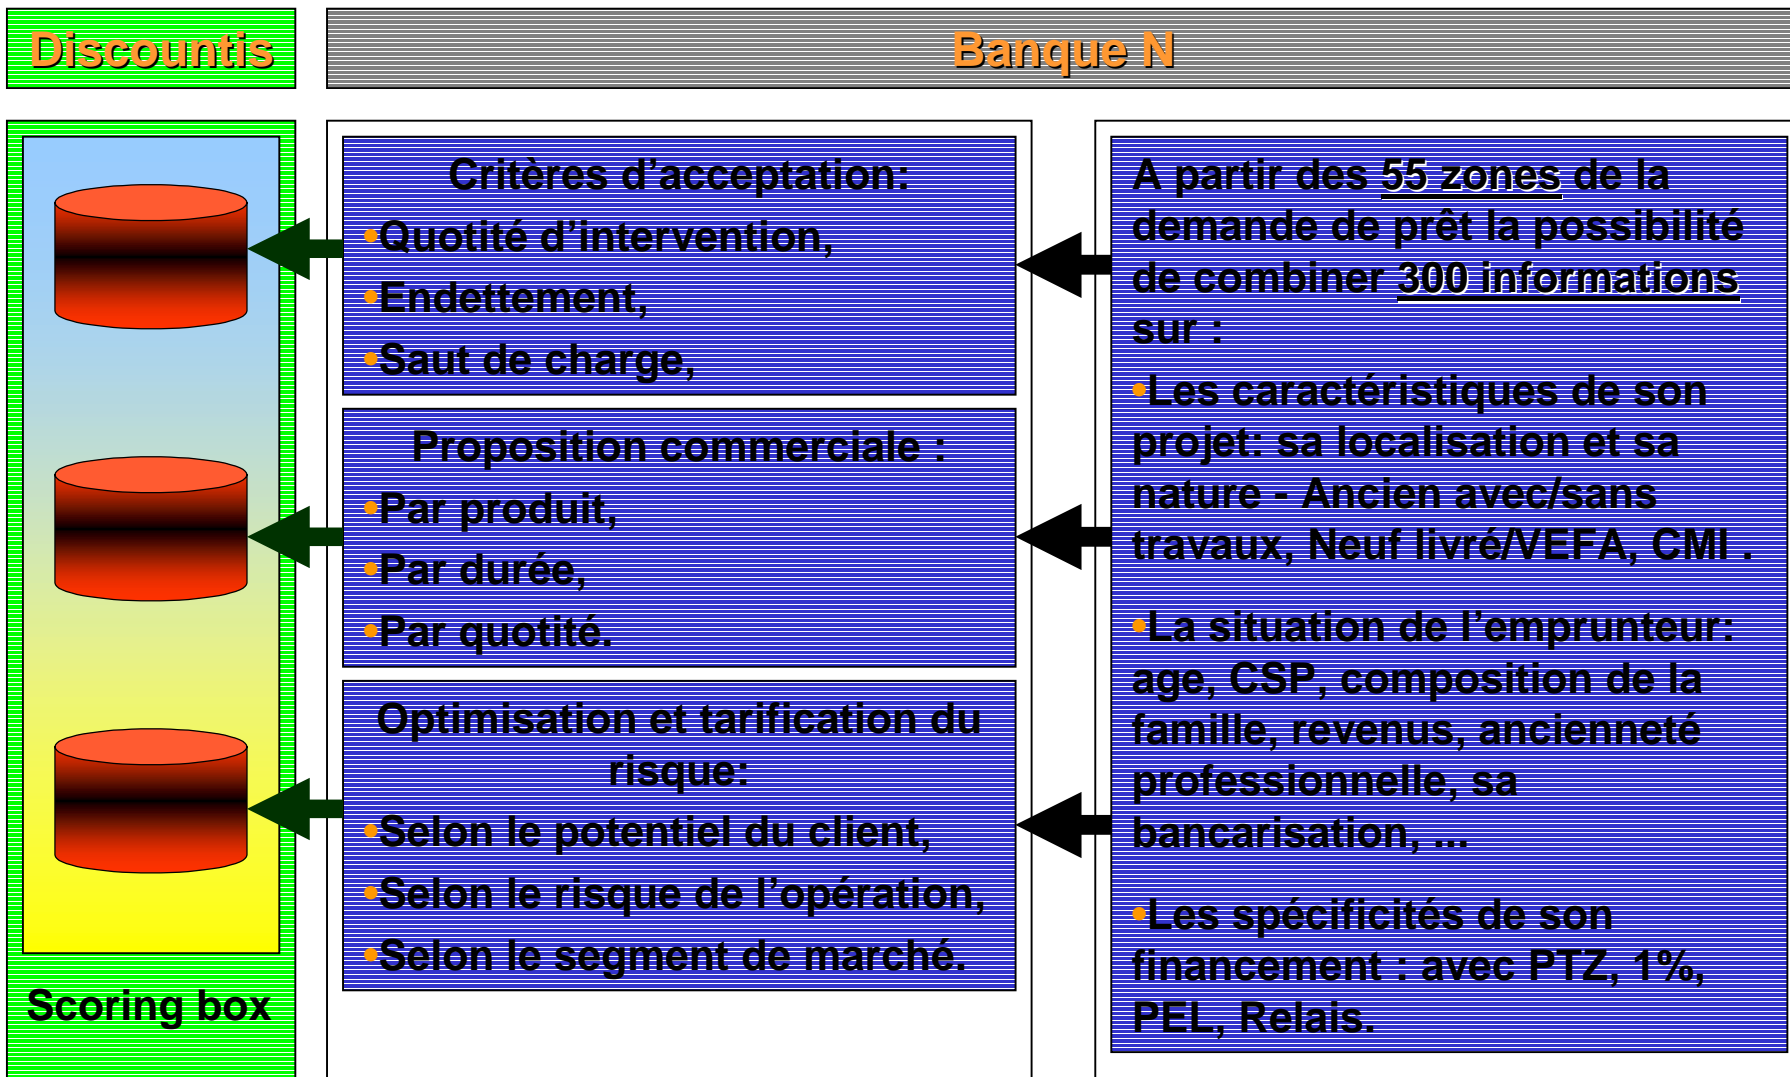 Discountis
Banque N
Scoring box
Critères d’acceptation:
•Quotité d’intervention,
•Endettement,
•Saut de charge,
Proposition commerciale :
•Par produit,
•Par durée,
•Par quotité.
Optimisation et tarification du
risque:
•Selon le potentiel du client,
•Selon le risque de l’opération,
•Selon le segment de marché.
A partir des 55 zones de la
demande de prêt la possibilité
de combiner 300 informations
sur :
•Les caractéristiques de son
projet: sa localisation et sa
nature - Ancien avec/sans
travaux, Neuf livré/VEFA, CMI .
•La situation de l’emprunteur:
age, CSP, composition de la
famille, revenus, ancienneté
professionnelle, sa
bancarisation, ...
•Les spécificités de son
financement : avec PTZ, 1%,
PEL, Relais.